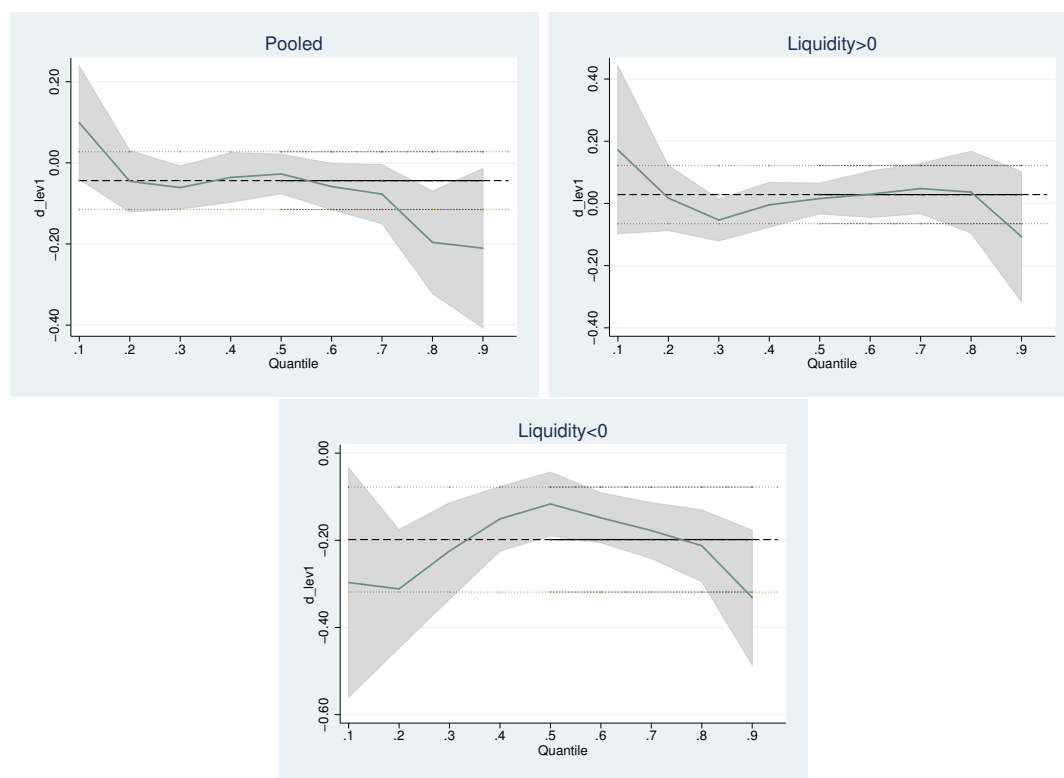 Pooled
0.20
0.00
−0.20
−0.40
d_lev1
.1 .2 .3 .4 .5 .6 .7 .8 .9
Quantile
Liquidity>0
0.40
0.20
0.00
−0.20
−0.40
d_lev1
.1 .2 .3 .4 .5 .6 .7 .8 .9
Quantile
Liquidity<0
0.00
−0.20
−0.40
−0.60
d_lev1
.1 .2 .3 .4 .5 .6 .7 .8 .9
Quantile